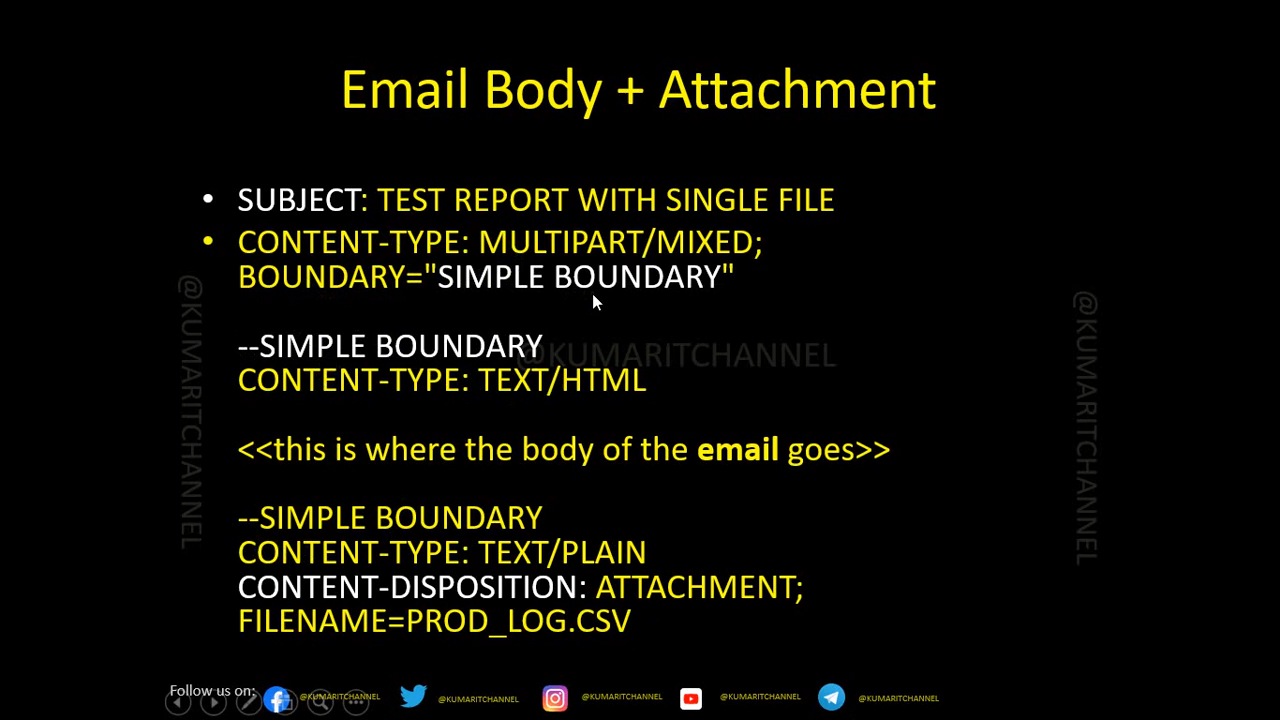 Email Body + Attachment
• SUBJECT: TEST REPORT WITH SINGLE FILE
• CONTENT-TYPE: MULTIPART/MIXED;
BOUNDARY="SIMPLE BOUNDARY"
--SIMPLE BOUNDARY
@KUMARITCHANNEL
CONTENT-TYPE: TEXT/HTML
<<this is where the body of the email goes>>
--SIMPLE BOUNDARY
CONTENT-TYPE: TEXT/PLAIN
CONTENT-DISPOSITION: ATTACHMENT;
FILENAME=PROD_LOG.CSV
@KUMARITCHANNEL
@KUMARITCHANNEL
Follow us on: @KUMARITCHANNEL @KUMARITCHANNEL @KUMARITCHANNEL @KUMARITCHANNEL @KUMARITCHANNEL